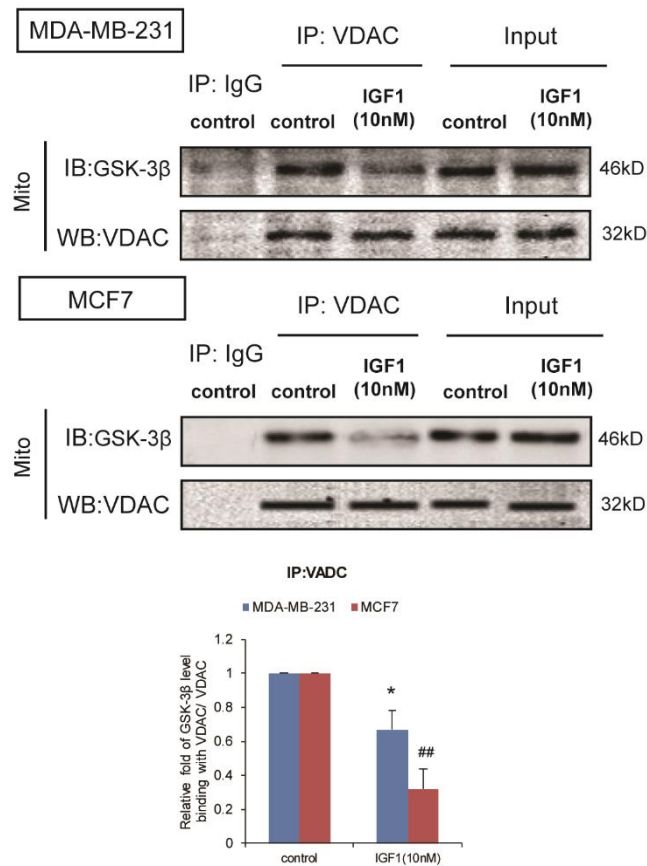 MDA-MB-231
IP: VDAC Input
IP: IgG
control control IGF1 (10nM) control IGF1 (10nM)
Mito
IB:GSK-3β 46kD
WB:VDAC 32kD
MCF7
IP: VDAC Input
IP: IgG
control control IGF1 (10nM) control IGF1 (10nM)
Mito
IB:GSK-3β 46kD
WB:VDAC 32kD
IP:VADC
MDA-MB-231 MCF7
Relative fold of GSK-3β level
binding with VDAC/ VDAC
1.2
1
0.8
0.6
0.4
0.2
0
*
##
control IGF1(10nM)